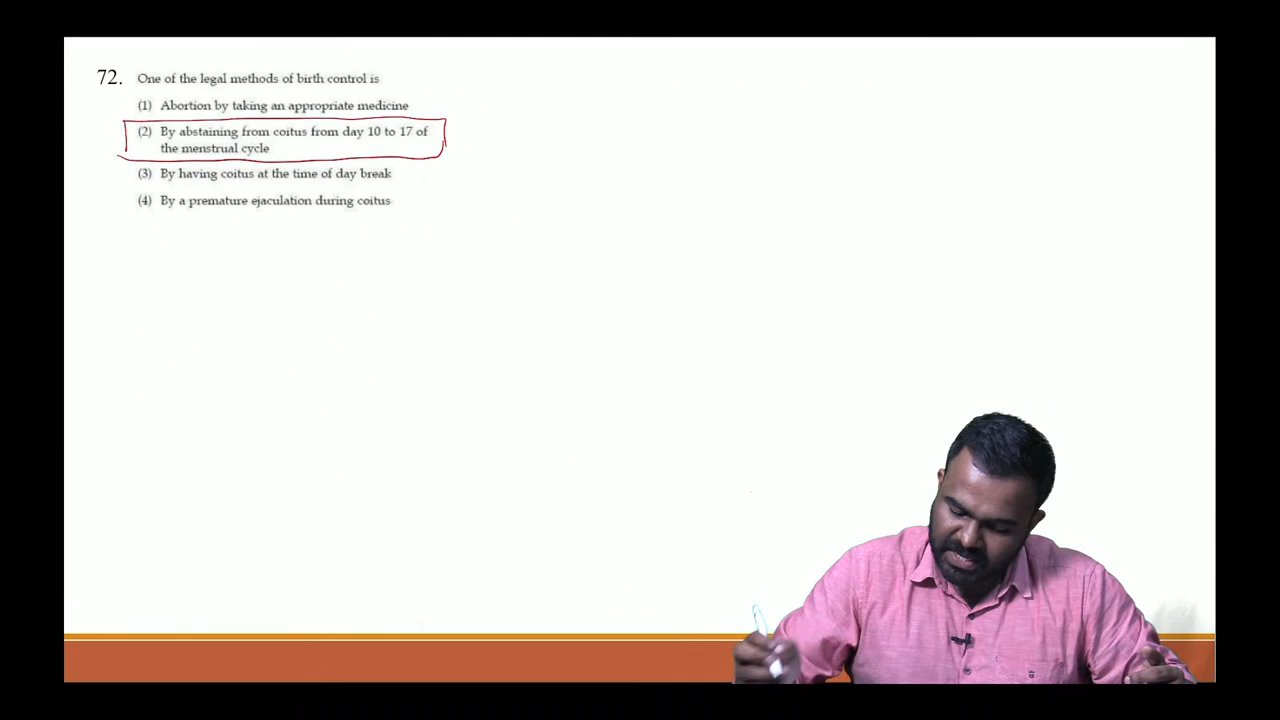 72. One of the legal methods of birth control is
(1) Abortion by taking an appropriate medicine
(2) By abstaining from coitus from day 10 to 17 of
the menstrual cycle
(3) By having coitus at the time of day break
(4) By a premature ejaculation during coitus